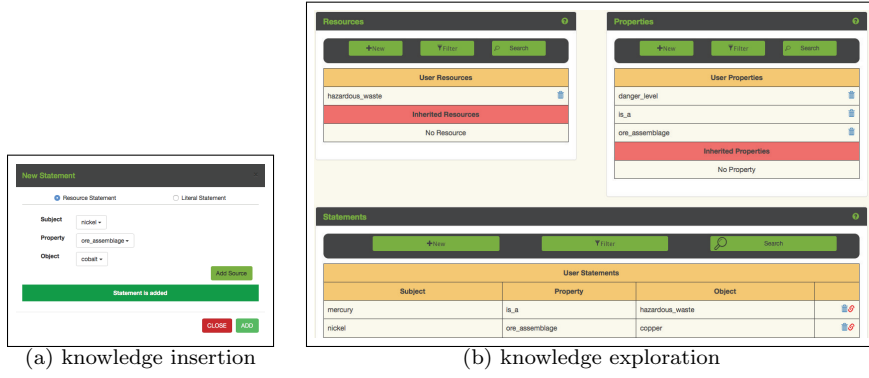 New Statement
Resource Statement
Literal Statement
Subject
nickel
Property
ore_assemblage
Object
cobalt
Add Source
Statement is added
CLOSE
ADD
(a) knowledge insertion
Resources
+New
Filter
Search
User Resources
hazardous_waste
Inherited Resources
No Resource
Properties
+New
Filter
Search
User Properties
danger_level
is_a
ore_assemblage
Inherited Properties
No Property
Statements
+New
Filter
Search
User Statements
Subject Property Object
mercury is_a hazardous_waste
nickel ore_assemblage copper
(b) knowledge exploration